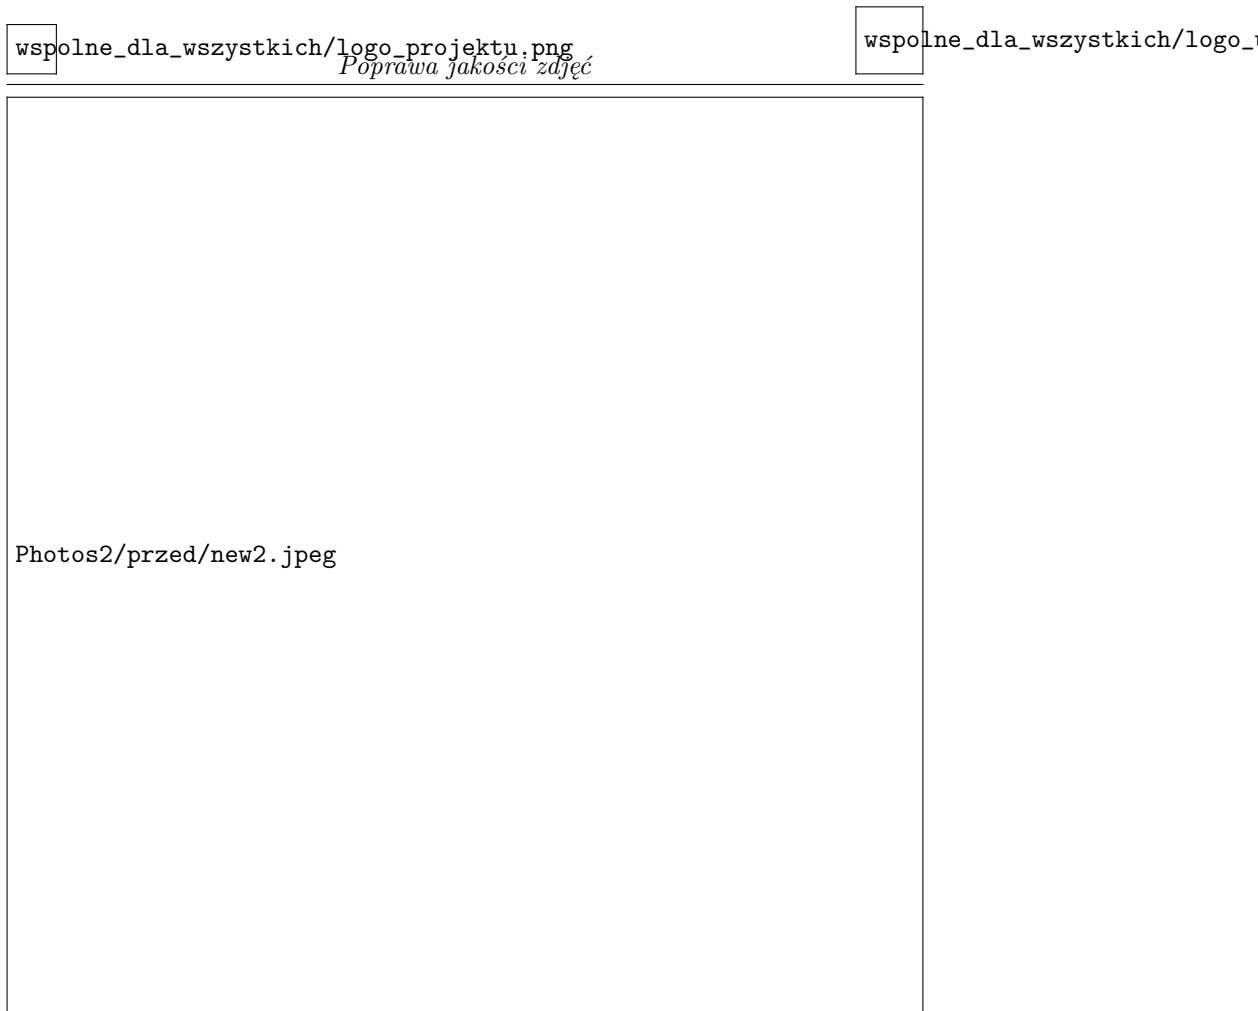 wspolne_dla_wszystkich/logo_projektu.png
wspolne_dla_wszystkich/logo_
Poprawa jakości zdjęć
Photos2/przed/new2.jpeg